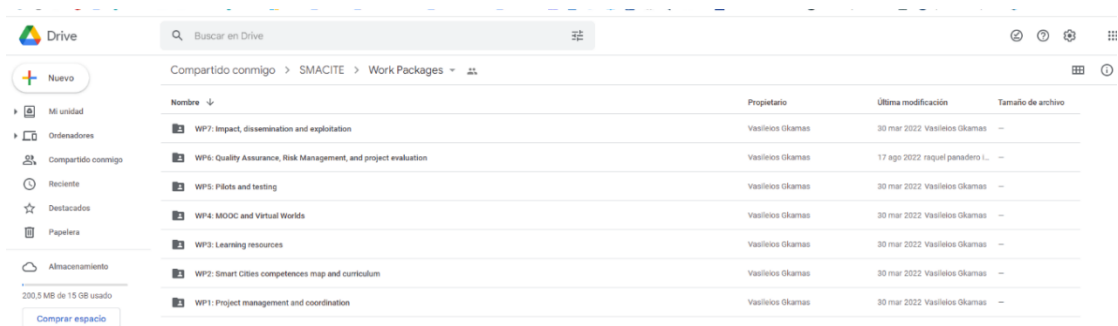 Drive
Buscar en Drive
Nuevo
Mi unidad
Ordenadores
Compartido conmigo
Reciente
Destacados
Papelera
Almacenamiento
200,5 MB de 15 GB usado
Comprar espacio
Compartido conmigo > SMACITE > Work Packages
Nombre Propietario Última modificación Tamaño de archivo
WP7: Impact, dissemination and exploitation Vasileios Gkamas 30 mar 2022 Vasileios Gkamas —
WP6: Quality Assurance, Risk Management, and project evaluation Vasileios Gkamas 17 ago 2022 raquel panadero i... —
WP5: Pilots and testing Vasileios Gkamas 30 mar 2022 Vasileios Gkamas —
WP4: MOOC and Virtual Worlds Vasileios Gkamas 30 mar 2022 Vasileios Gkamas —
WP3: Learning resources Vasileios Gkamas 30 mar 2022 Vasileios Gkamas —
WP2: Smart Cities competences map and curriculum Vasileios Gkamas 30 mar 2022 Vasileios Gkamas —
WP1: Project management and coordination Vasileios Gkamas 30 mar 2022 Vasileios Gkamas —